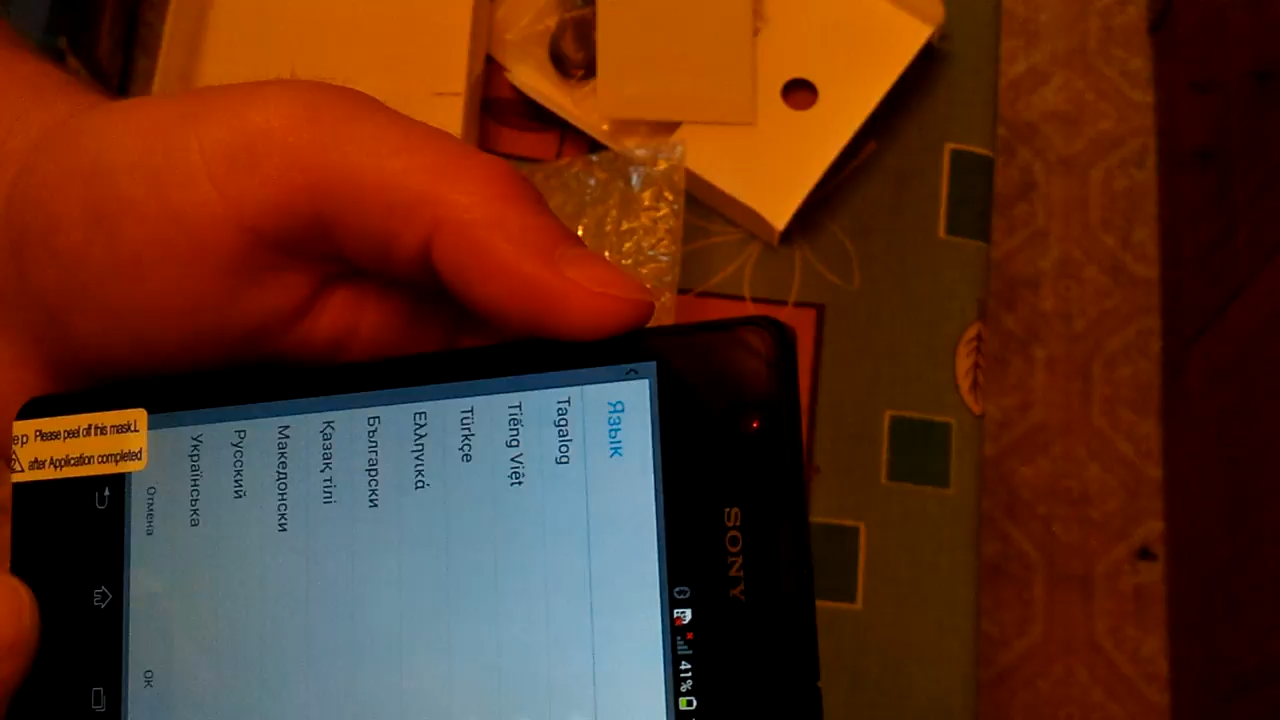 SONY
41%
Язык
Tagalog
Tiếng Việt
Türkçe
Ελληνικά
Български
Қазақ тілі
Македонски
Русский
Українська
Отмена
OK
Please peel off this mask.
after Application completed